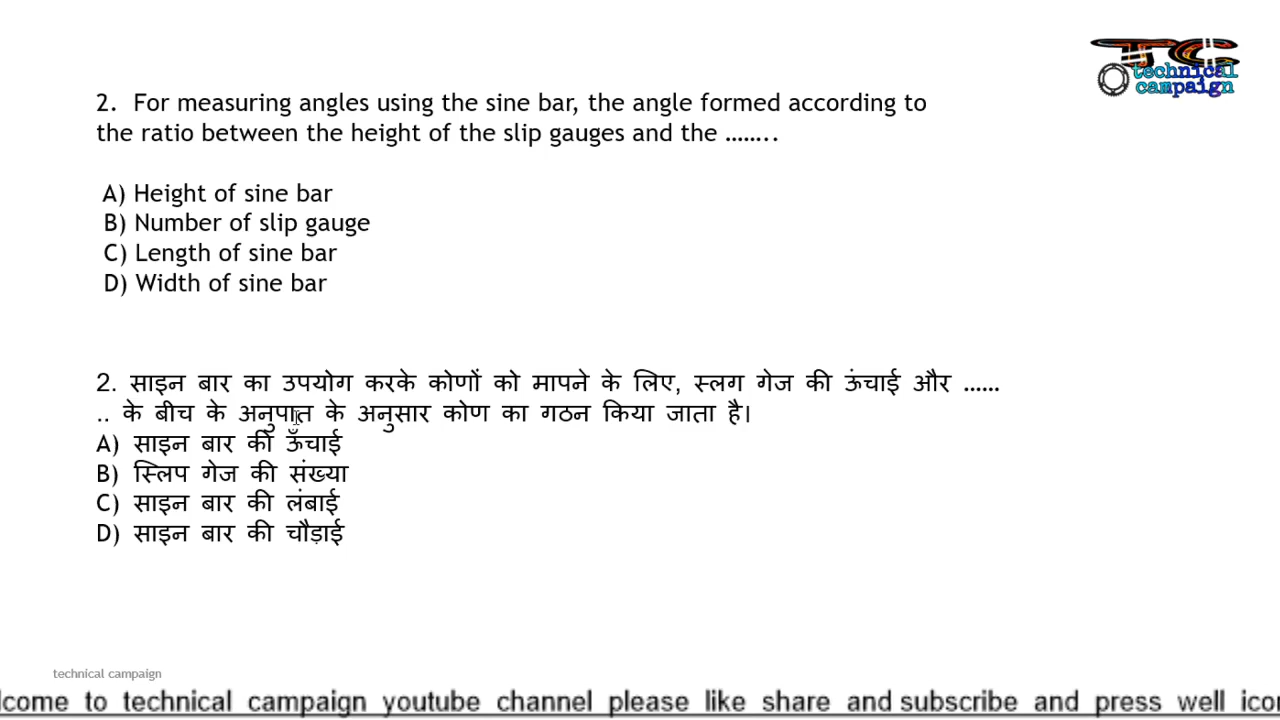 TC
technical
campaign
2. For measuring angles using the sine bar, the angle formed according to
the ratio between the height of the slip gauges and the ........
A) Height of sine bar
B) Number of slip gauge
C) Length of sine bar
D) Width of sine bar
2. साइन बार का उपयोग करके कोणों को मापने के लिए, स्लग गेज की ऊंचाई और ......
.. के बीच के अनुपात के अनुसार कोण का गठन किया जाता है।
A) साइन बार की ऊँचाई
B) स्लिप गेज की संख्या
C) साइन बार की लंबाई
D) साइन बार की चौड़ाई
technical campaign
lcome to technical campaign youtube channel please like share and subscribe and press well icon